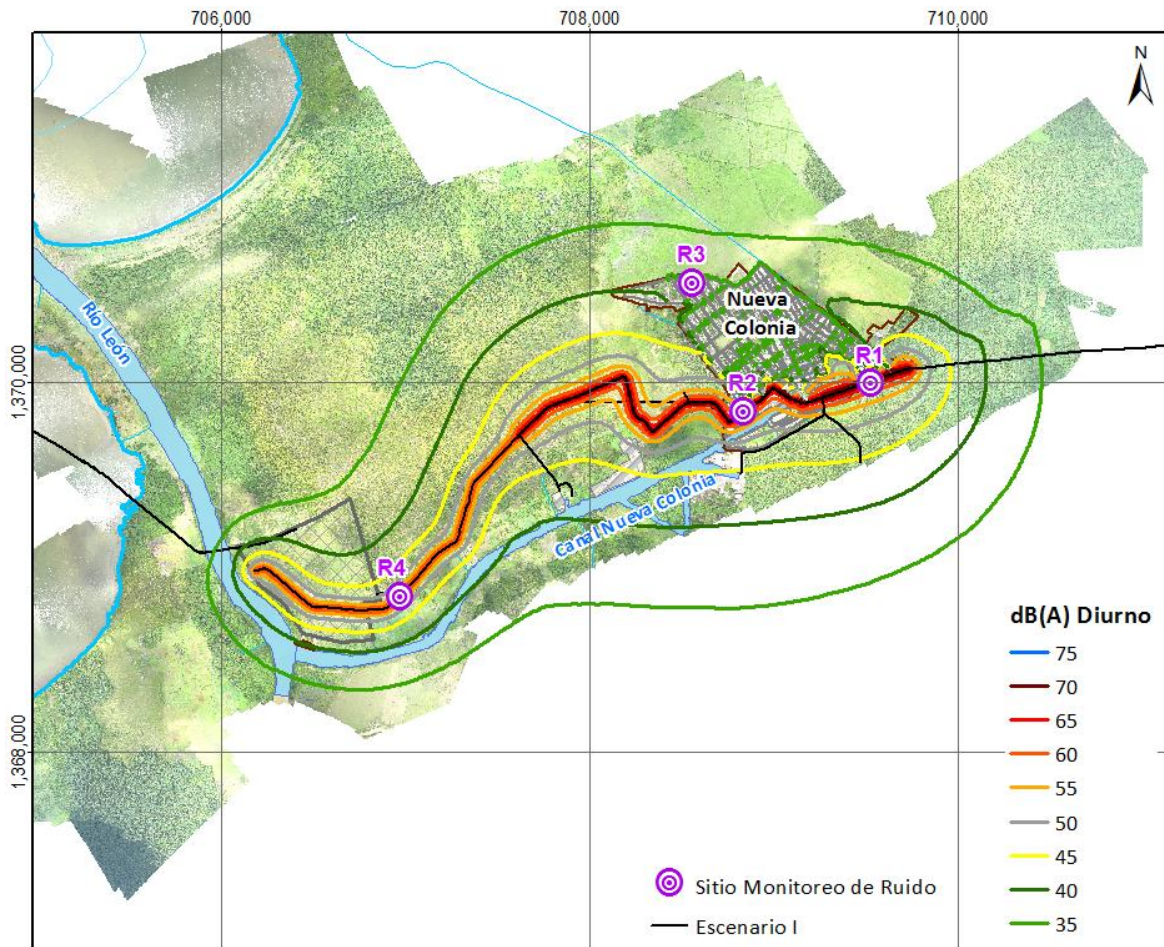 706,000
708,000
710,000
N
R3
Nueva
Colonia
Río León
R1
1,370,000
R2
Canal Nueva Colonia
R4
dB(A) Diurno
75
70
65
1,368,000
60
55
50
45
Sitio Monitoreo de Ruido
40
Escenario I
35